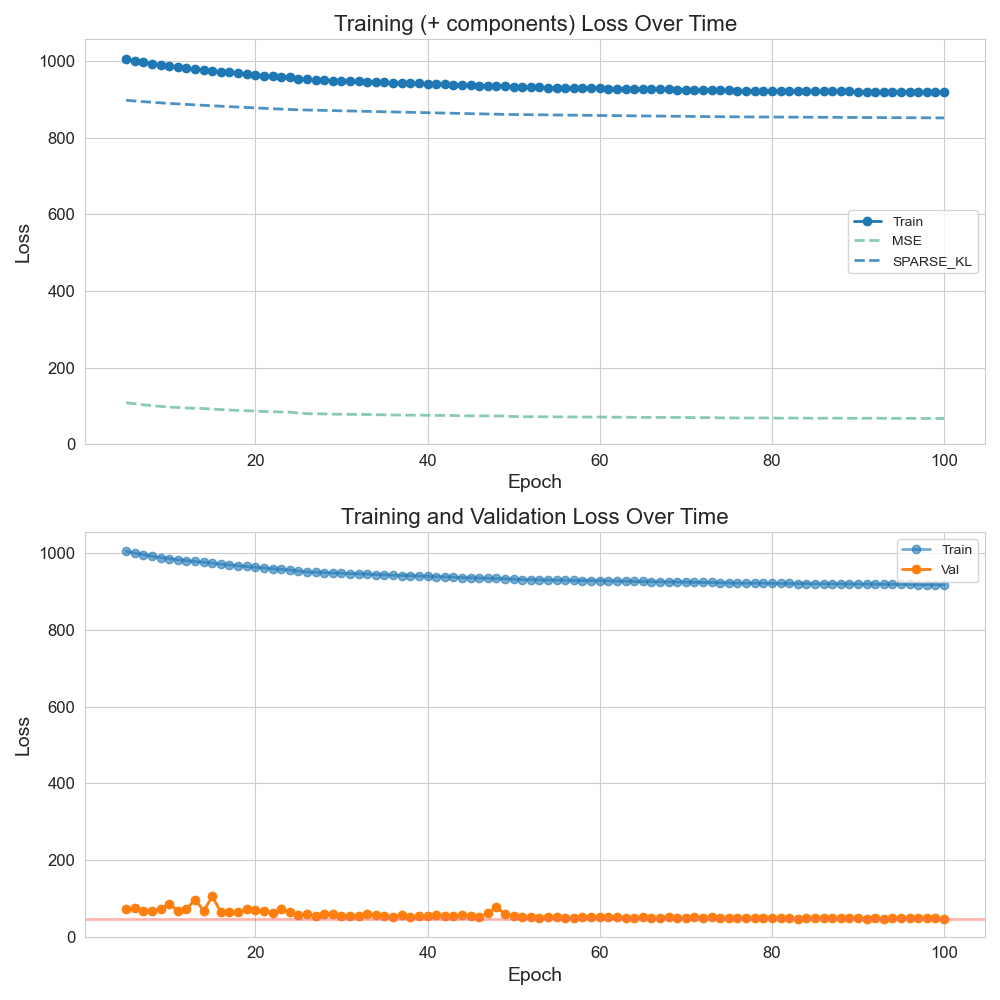 Training (+ components) Loss Over Time
1000
800
600
400
200
0
Loss
Train
MSE
SPARSE_KL
20 40 60 80 100
Epoch
Training and Validation Loss Over Time
1000
800
600
400
200
0
Loss
Train
Val
20 40 60 80 100
Epoch